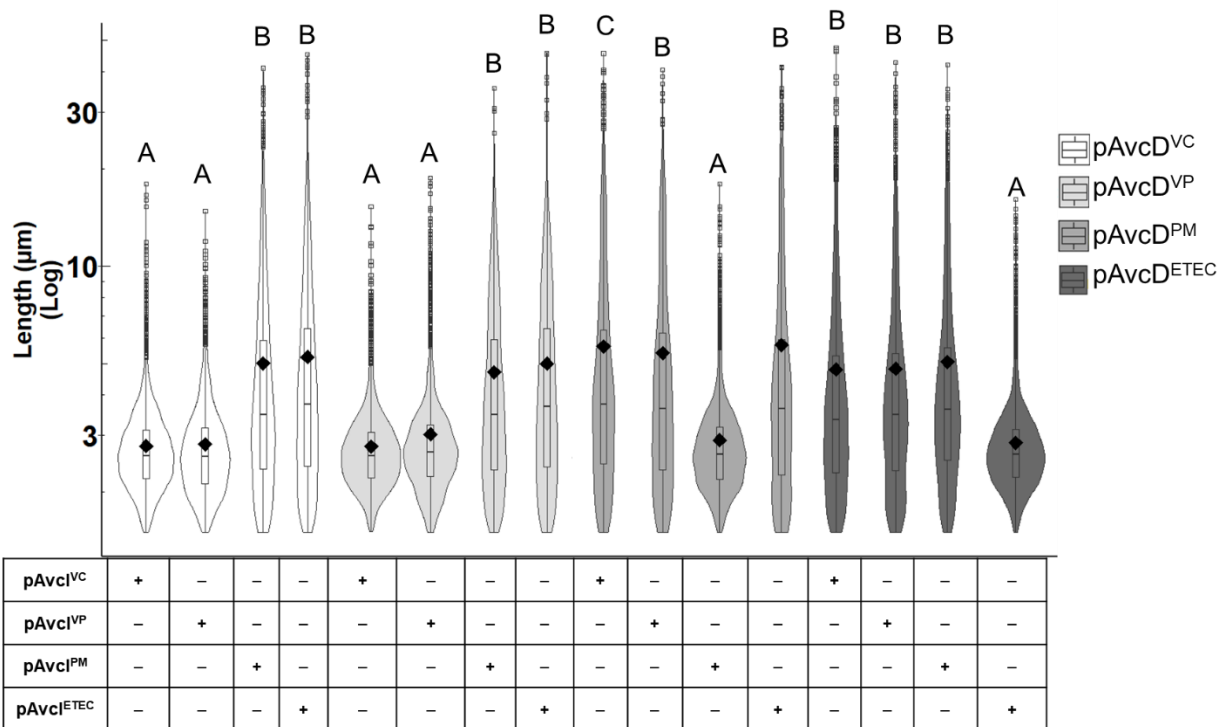 B B B C B B B B B
A A A A A A
30
10
3
Length (µm)
(Log)
pAvcD^VC
pAvcD^VP
pAvcD^PM
pAvcD^ETEC
pAvcI^VC + – – – + – – – + – – – + – – –
pAvcI^VP – + – – – + – – – + – – – + – –
pAvcI^PM – – + – – – + – – – + – – – + –
pAvcI^ETEC – – – + – – – + – – – + – – – +